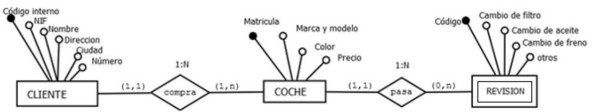 Código interno
NIF
Nombre
Direccion
Ciudad
Número
CLIENTE
(1,1)
1:N
compra
(1,n)
Matricula
Marca y modelo
Color
Precio
COCHE
(1,1)
1:N
pasa
(0,n)
Código
Cambio de filtro
Cambio de aceite
Cambio de freno
otros
REVISION